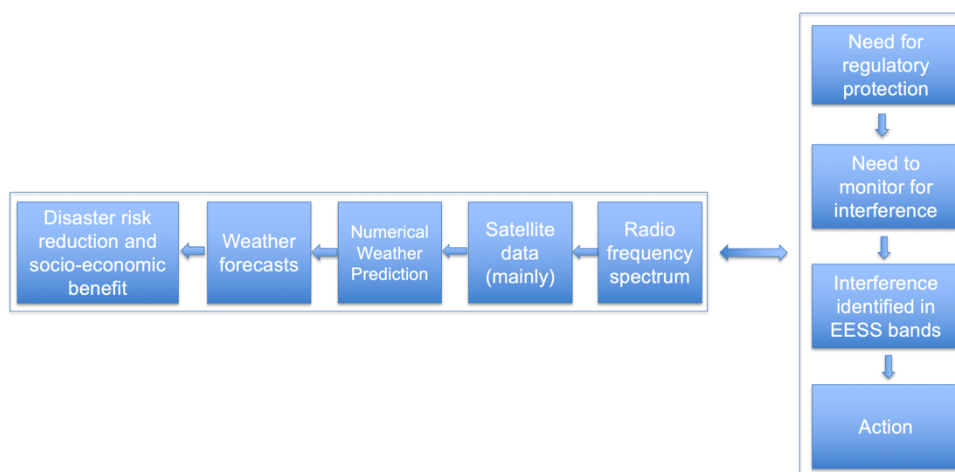 Need for
regulatory
protection
Need to
monitor for
interference
Disaster risk
reduction and
socio-economic
benefit
Weather
forecasts
Numerical
Weather
Prediction
Satellite
data
(mainly)
Radio
frequency
spectrum
Interference
identified in
EESS bands
Action